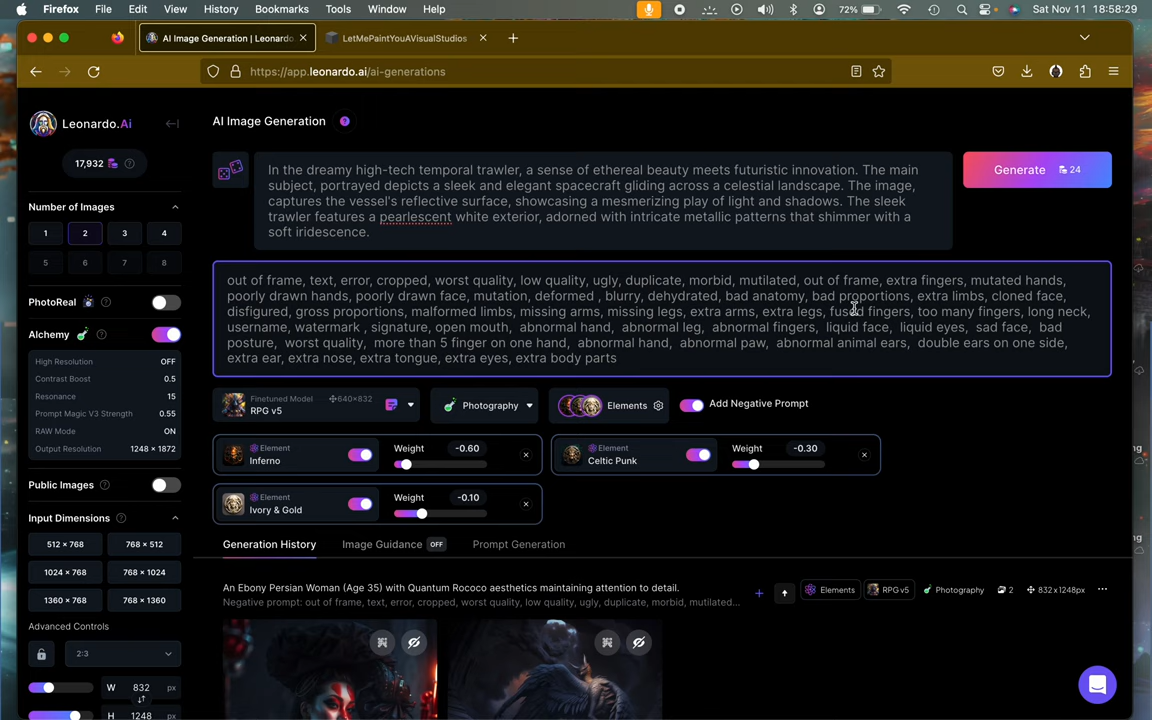 Firefox File Edit View History Bookmarks Tools Window Help 72% Sat Nov 11 18:58:29
AI Image Generation | Leonardo LetMePaintYouAVisualStudios
https://app.leonardo.ai/ai-generations
Leonardo.Ai
17,932
Number of Images
1 2 3 4
5 6 7 8
PhotoReal
Alchemy
High Resolution OFF
Contrast Boost 0.5
Resonance 15
Prompt Magic V3 Strength 0.55
RAW Mode ON
Output Resolution 1248 × 1872
Public Images
Input Dimensions
512 × 768 768 × 512
1024 × 768 768 × 1024
1360 × 768 768 × 1360
Advanced Controls
2:3
W 832 px
H 1248 px
AI Image Generation ?
In the dreamy high-tech temporal trawler, a sense of ethereal beauty meets futuristic innovation. The main
subject, portrayed depicts a sleek and elegant spacecraft gliding across a celestial landscape. The image,
captures the vessel's reflective surface, showcasing a mesmerizing play of light and shadows. The sleek
trawler features a pearlescent white exterior, adorned with intricate metallic patterns that shimmer with a
soft iridescence.
Generate 24
out of frame, text, error, cropped, worst quality, low quality, ugly, duplicate, morbid, mutilated, out of frame, extra fingers, mutated hands,
poorly drawn hands, poorly drawn face, mutation, deformed , blurry, dehydrated, bad anatomy, bad proportions, extra limbs, cloned face,
disfigured, gross proportions, malformed limbs, missing arms, missing legs, extra arms, extra legs, fused fingers, too many fingers, long neck,
username, watermark , signature, open mouth, abnormal hand, abnormal leg, abnormal fingers, liquid face, liquid eyes, sad face, bad
posture, worst quality, more than 5 finger on one hand, abnormal hand, abnormal paw, abnormal animal ears, double ears on one side,
extra ear, extra nose, extra tongue, extra eyes, extra body parts
Finetuned Model 640×832
RPG v5
Photography
Elements
Add Negative Prompt
Element
Inferno
Weight -0.60
Element
Celtic Punk
Weight -0.30
Element
Ivory & Gold
Weight -0.10
Generation History Image Guidance OFF Prompt Generation
An Ebony Persian Woman (Age 35) with Quantum Rococo aesthetics maintaining attention to detail.
Negative prompt: out of frame, text, error, cropped, worst quality, low quality, ugly, duplicate, morbid, mutilated...
Elements RPG v5 Photography 2 832x1248px
ng
ng